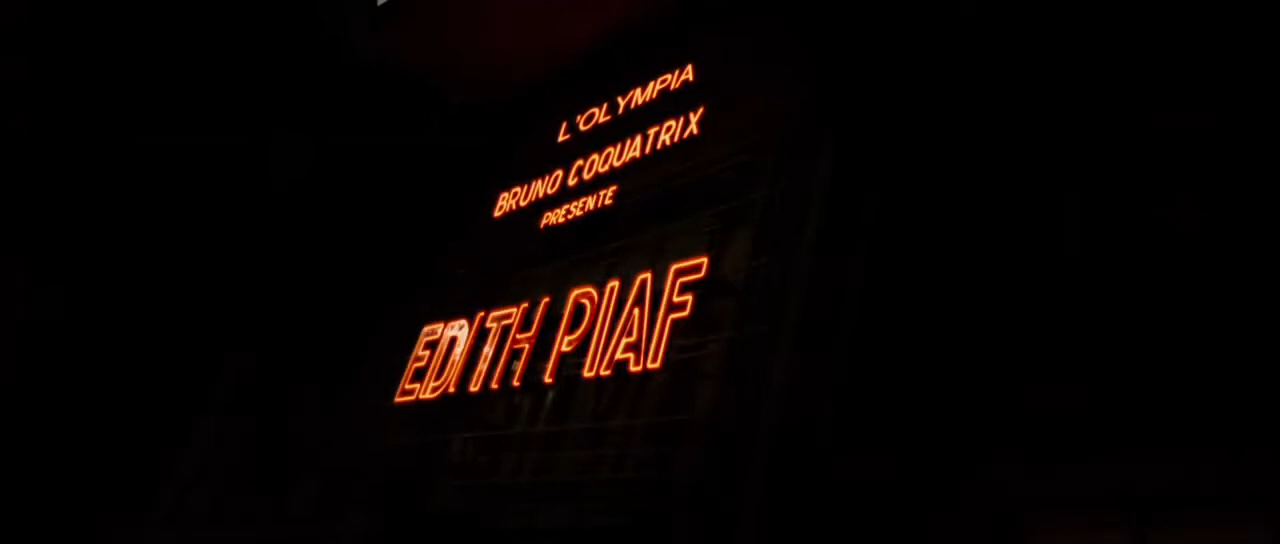 L'OLYMPIA
BRUNO COQUATRIX
PRESENTE
EDITH PIAF